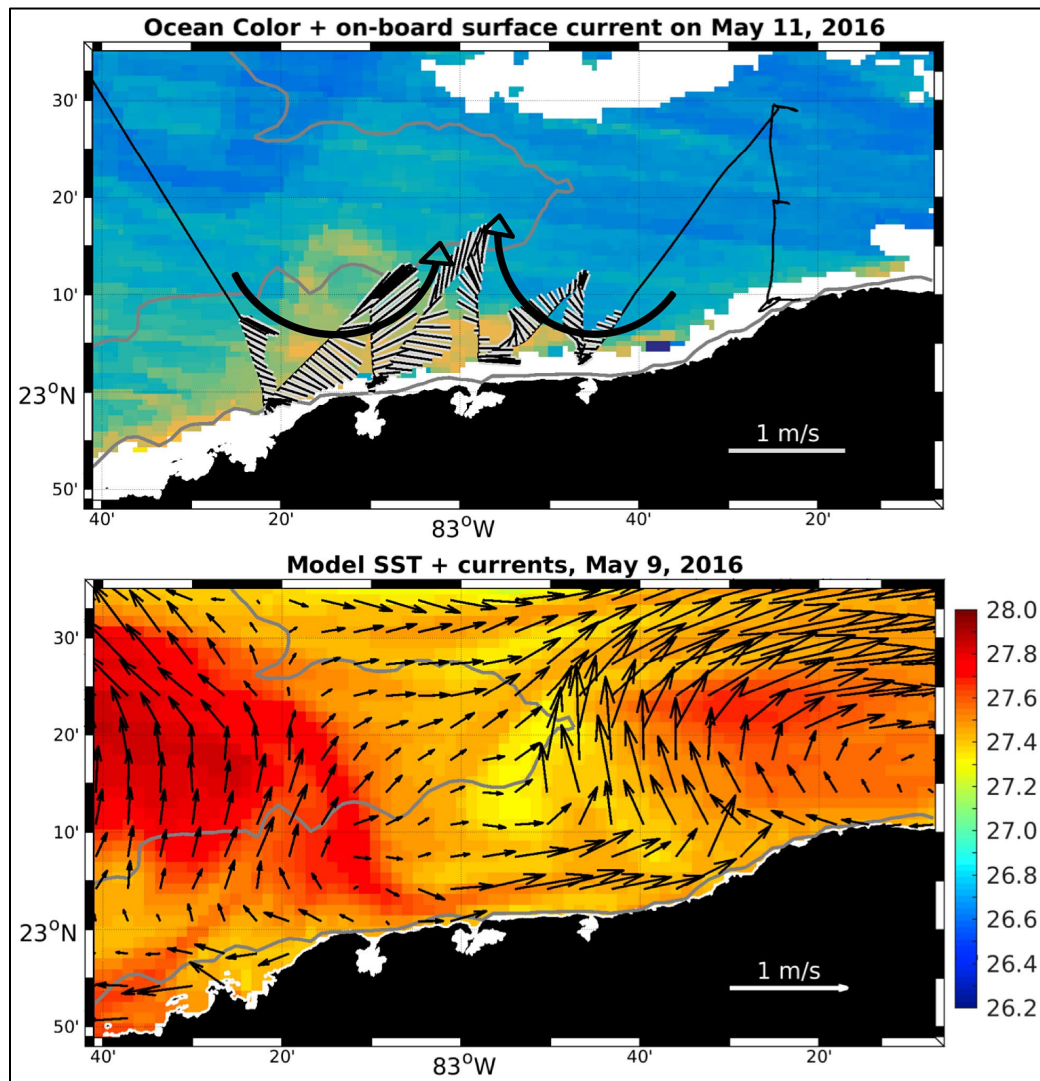 Ocean Color + on-board surface current on May 11, 2016
30'
20'
10'
23°N
50'
1 m/s
40' 20' 83°W 40' 20'
Model SST + currents, May 9, 2016
30'
20'
10'
23°N
50'
1 m/s
40' 20' 83°W 40' 20'
28.0
27.8
27.6
27.4
27.2
27.0
26.8
26.6
26.4
26.2